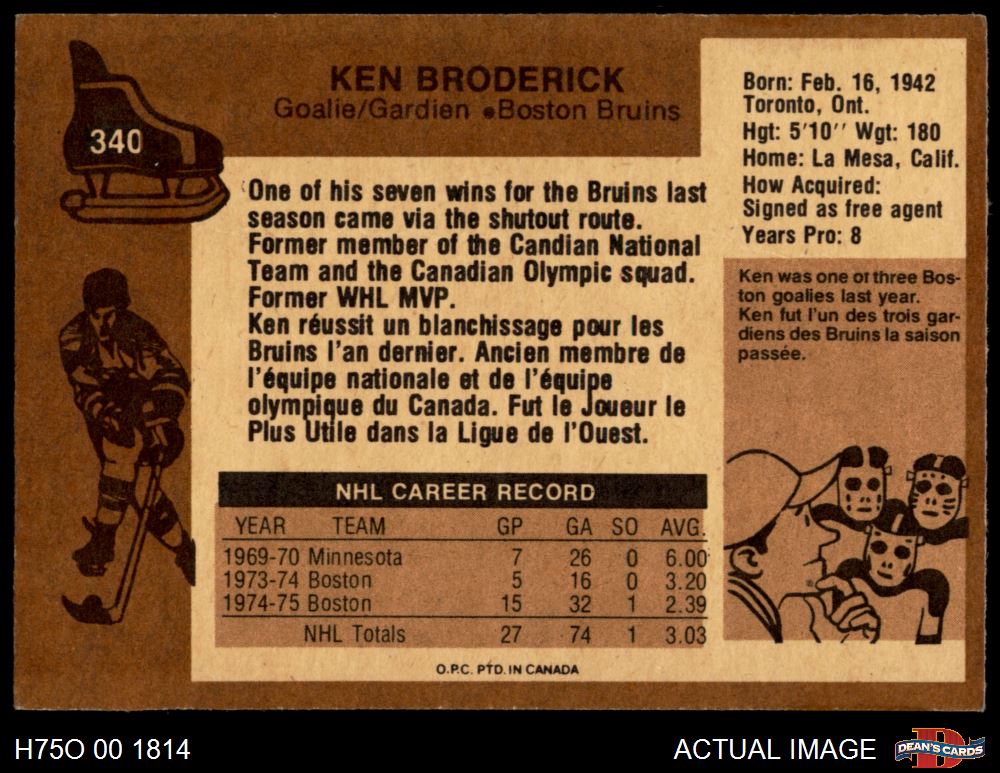 340
KEN BRODERICK
Goalie/Gardien •Boston Bruins
Born: Feb. 16, 1942
Toronto, Ont.
Hgt: 5'10'' Wgt: 180
Home: La Mesa, Calif.
How Acquired:
Signed as free agent
Years Pro: 8
One of his seven wins for the Bruins last
season came via the shutout route.
Former member of the Candian National
Team and the Canadian Olympic squad.
Former WHL MVP.
Ken réussit un blanchissage pour les
Bruins l'an dernier. Ancien membre de
l'équipe nationale et de l'équipe
olympique du Canada. Fut le Joueur le
Plus Utile dans la Ligue de l'Ouest.
Ken was one of three Bos-
ton goalies last year.
Ken fut l'un des trois gar-
diens des Bruins la saison
passée.
NHL CAREER RECORD
YEAR TEAM GP GA SO AVG.
1969-70 Minnesota 7 26 0 6.00
1973-74 Boston 5 16 0 3.20
1974-75 Boston 15 32 1 2.39
NHL Totals 27 74 1 3.03
O.P.C. PTD. IN CANADA
H75O 00 1814
ACTUAL IMAGE
D
DEAN'S CARDS